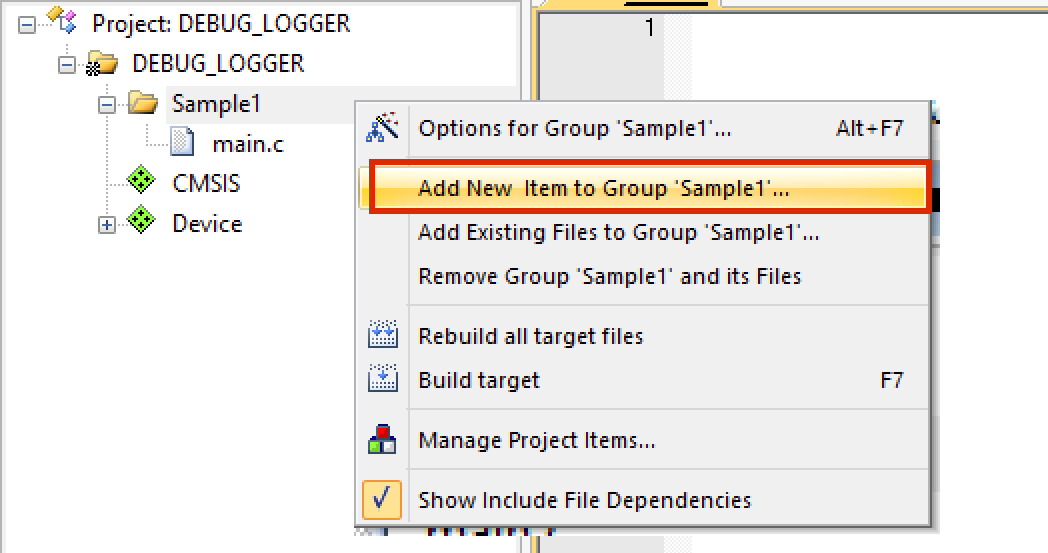 Project: DEBUG_LOGGER
1
DEBUG_LOGGER
Sample1
main.c
CMSIS
Device
Options for Group 'Sample1'... Alt+F7
Add New  Item to Group 'Sample1'...
Add Existing Files to Group 'Sample1'...
Remove Group 'Sample1' and its Files
Rebuild all target files
Build target F7
Manage Project Items...
Show Include File Dependencies